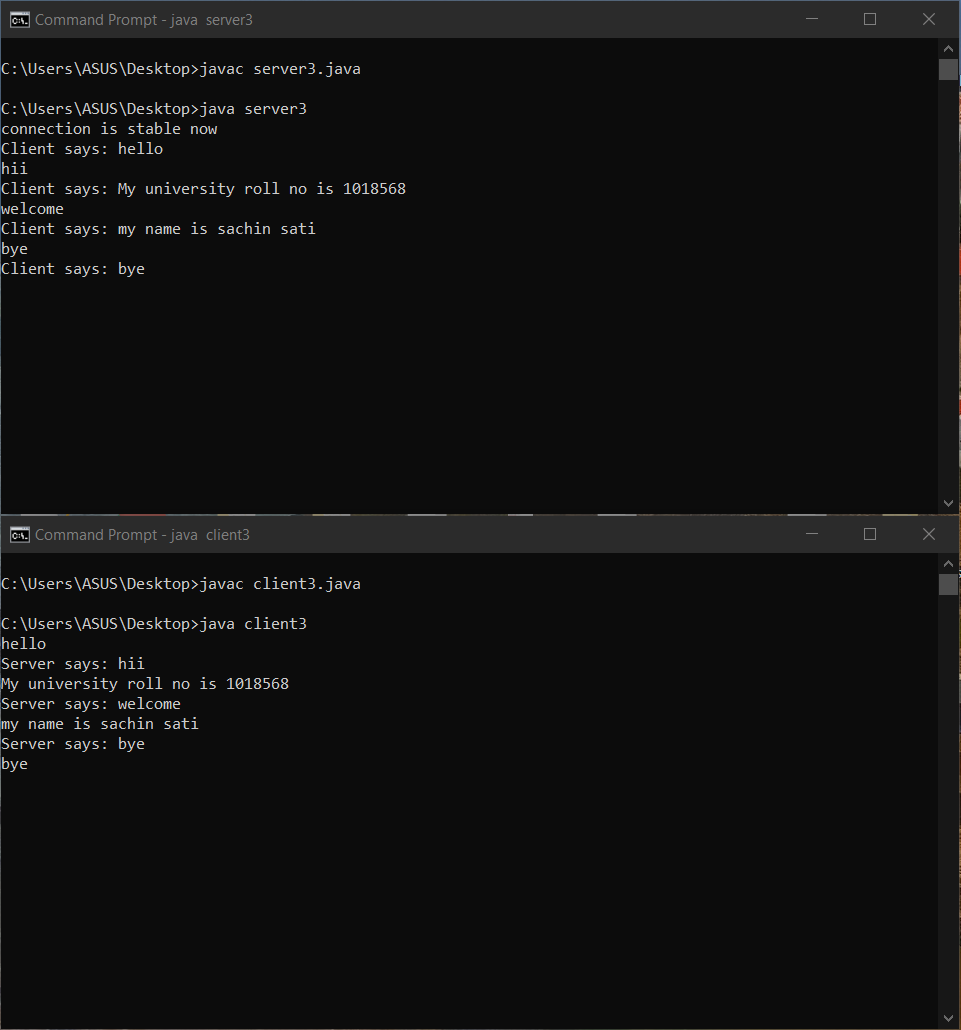 Command Prompt - java  server3
C:\Users\ASUS\Desktop>javac server3.java
C:\Users\ASUS\Desktop>java server3
connection is stable now
Client says: hello
hii
Client says: My university roll no is 1018568
welcome
Client says: my name is sachin sati
bye
Client says: bye
Command Prompt - java  client3
C:\Users\ASUS\Desktop>javac client3.java
C:\Users\ASUS\Desktop>java client3
hello
Server says: hii
My university roll no is 1018568
Server says: welcome
my name is sachin sati
Server says: bye
bye